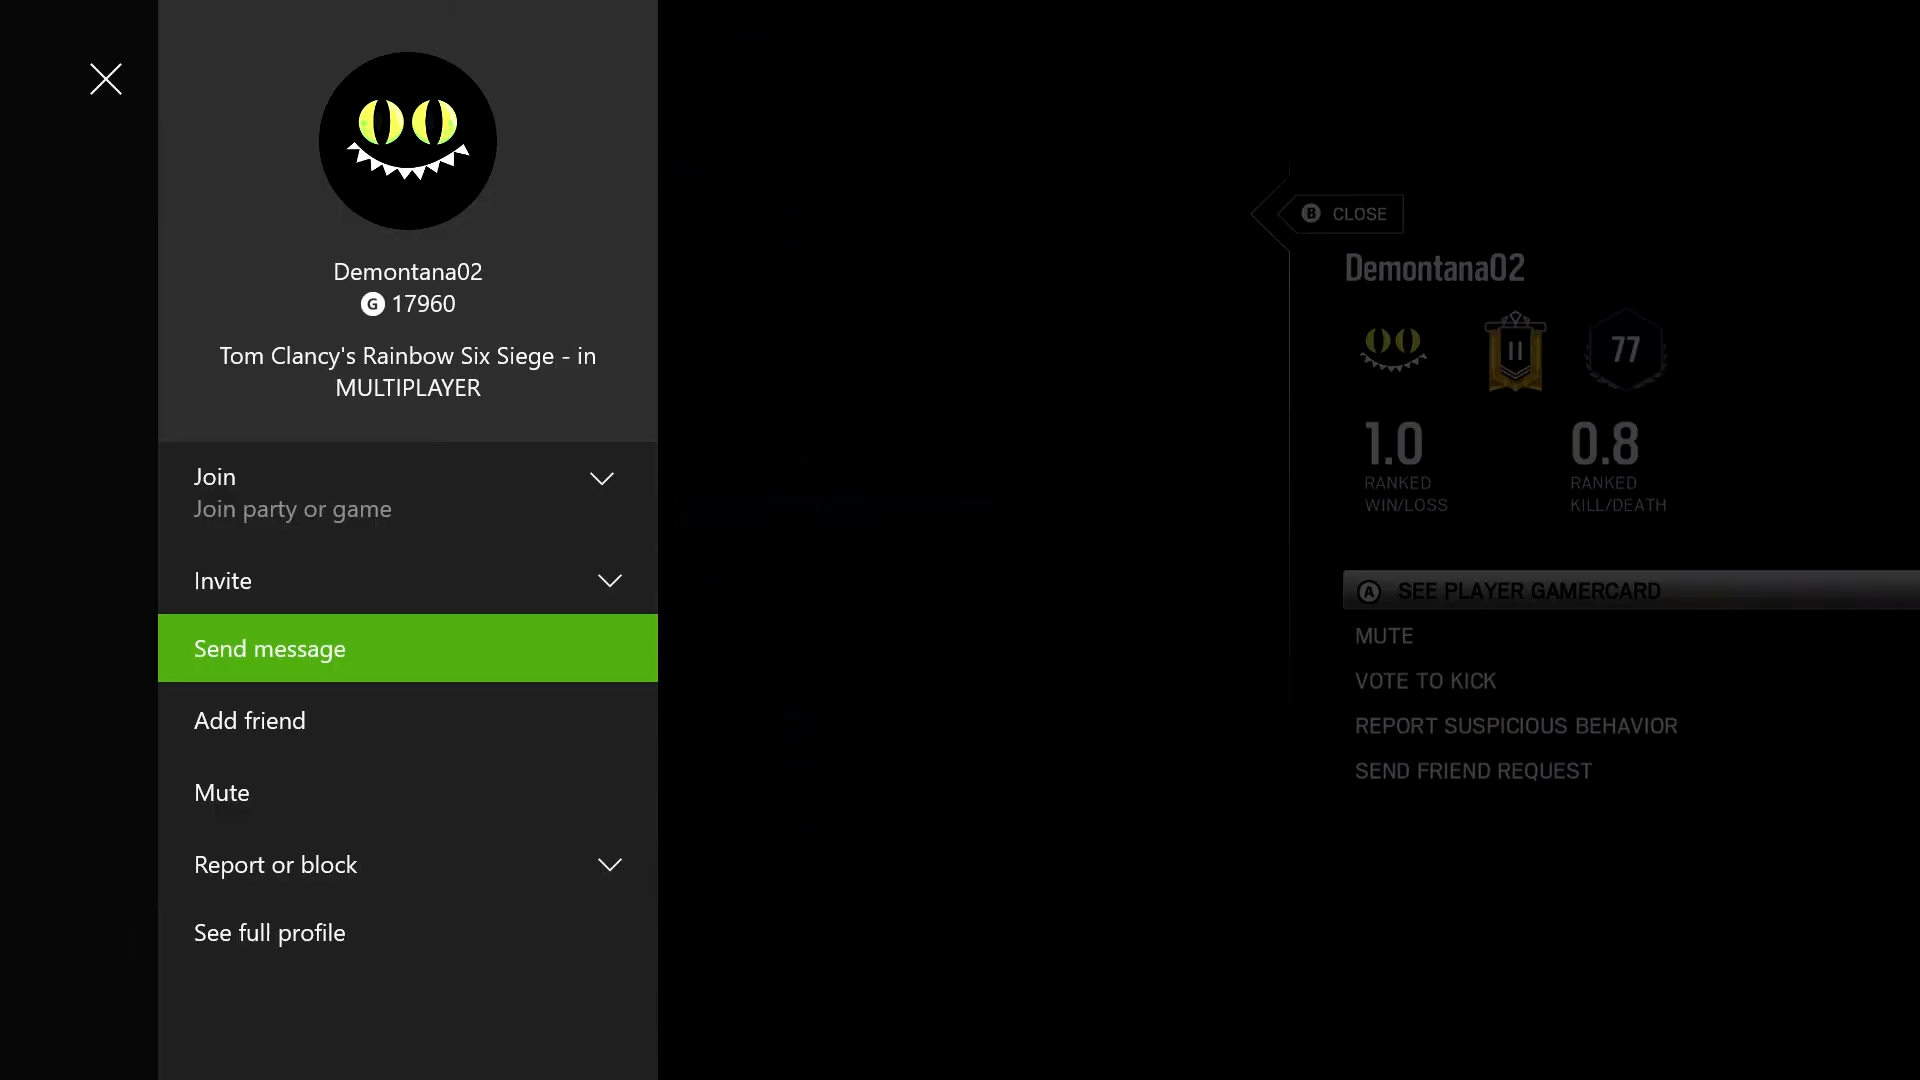 Demontana02
G 17960
Tom Clancy's Rainbow Six Siege - in
MULTIPLAYER
Join
Join party or game
Invite
Send message
Add friend
Mute
Report or block
See full profile
B CLOSE
Demontana02
II 77
1.0 0.8
RANKED RANKED
WIN/LOSS KILL/DEATH
A SEE PLAYER GAMERCARD
MUTE
VOTE TO KICK
REPORT SUSPICIOUS BEHAVIOR
SEND FRIEND REQUEST